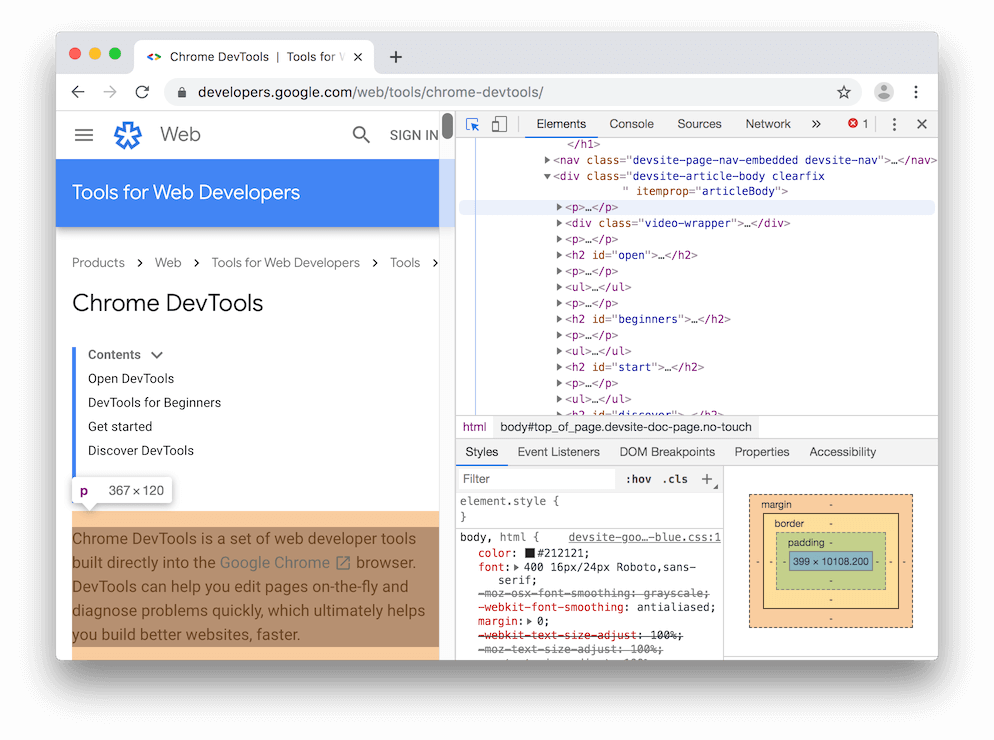 Chrome DevTools | Tools for W
developers.google.com/web/tools/chrome-devtools/
Web
SIGN IN
Tools for Web Developers
Products > Web > Tools for Web Developers > Tools >
Chrome DevTools
Contents
Open DevTools
DevTools for Beginners
Get started
Discover DevTools
p 367 × 120
Chrome DevTools is a set of web developer tools
built directly into the Google Chrome browser.
DevTools can help you edit pages on-the-fly and
diagnose problems quickly, which ultimately helps
you build better websites, faster.
Elements Console Sources Network » 1
</h1>
<nav class="devsite-page-nav-embedded devsite-nav">…</nav>
<div class="devsite-article-body clearfix
" itemprop="articleBody">
<p>…</p>
<div class="video-wrapper">…</div>
<p>…</p>
<h2 id="open">…</h2>
<p>…</p>
<ul>…</ul>
<p>…</p>
<h2 id="beginners">…</h2>
<p>…</p>
<ul>…</ul>
<h2 id="start">…</h2>
<p>…</p>
<ul>…</ul>
<h2 id="discover">…</h2>
html body#top_of_page.devsite-doc-page.no-touch
Styles Event Listeners DOM Breakpoints Properties Accessibility
Filter :hov .cls +
element.style {
}
body, html { devsite-goo…-blue.css:1
color: #212121;
font: 400 16px/24px Roboto,sans-
serif;
-moz-osx-font-smoothing: grayscale;
-webkit-font-smoothing: antialiased;
margin: 0;
-webkit-text-size-adjust: 100%;
-moz-text-size-adjust: 100%;
margin -
border -
padding -
- - - 399 × 10108.200 - - -
-
-
-